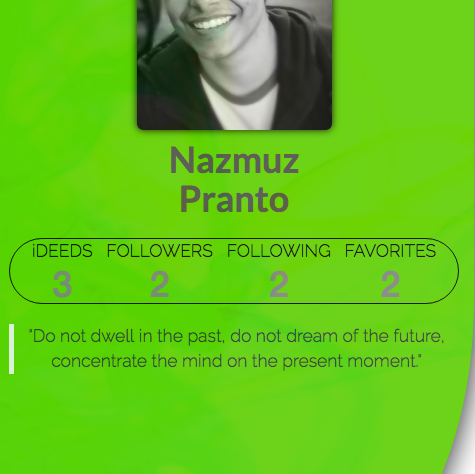 Nazmuz
Pranto
iDEEDS FOLLOWERS FOLLOWING FAVORITES
3 2 2 2
"Do not dwell in the past, do not dream of the future,
concentrate the mind on the present moment."